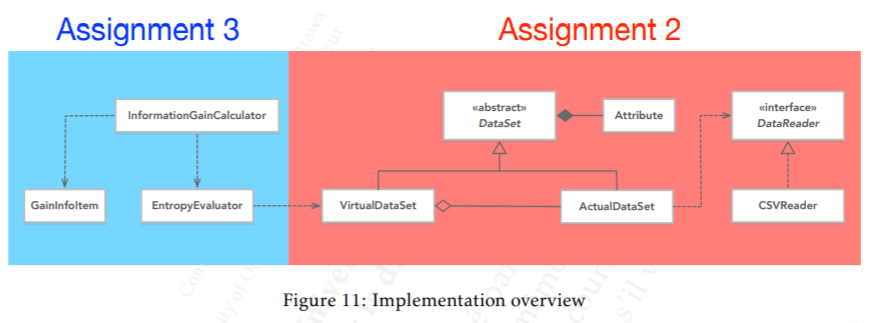 Assignment 3
Assignment 2
InformationGainCalculator
GainInfoItem
EntropyEvaluator
«abstract»
DataSet
Attribute
«interface»
DataReader
VirtualDataSet
ActualDataSet
CSVReader
Figure 11: Implementation overview